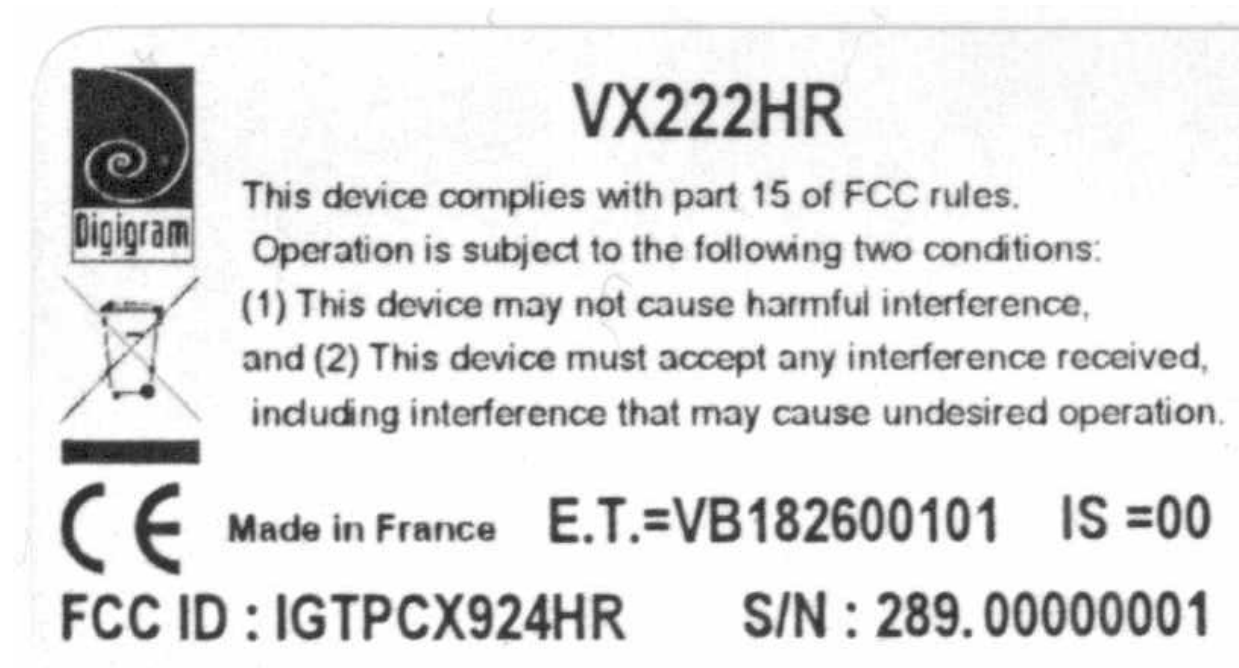 VX222HR
Digigram
This device complies with part 15 of FCC rules.
Operation is subject to the following two conditions:
(1) This device may not cause harmful interference,
and (2) This device must accept any interference received,
including interference that may cause undesired operation.
CE Made in France E.T.=VB182600101 IS =00
FCC ID : IGTPCX924HR S/N : 289.00000001